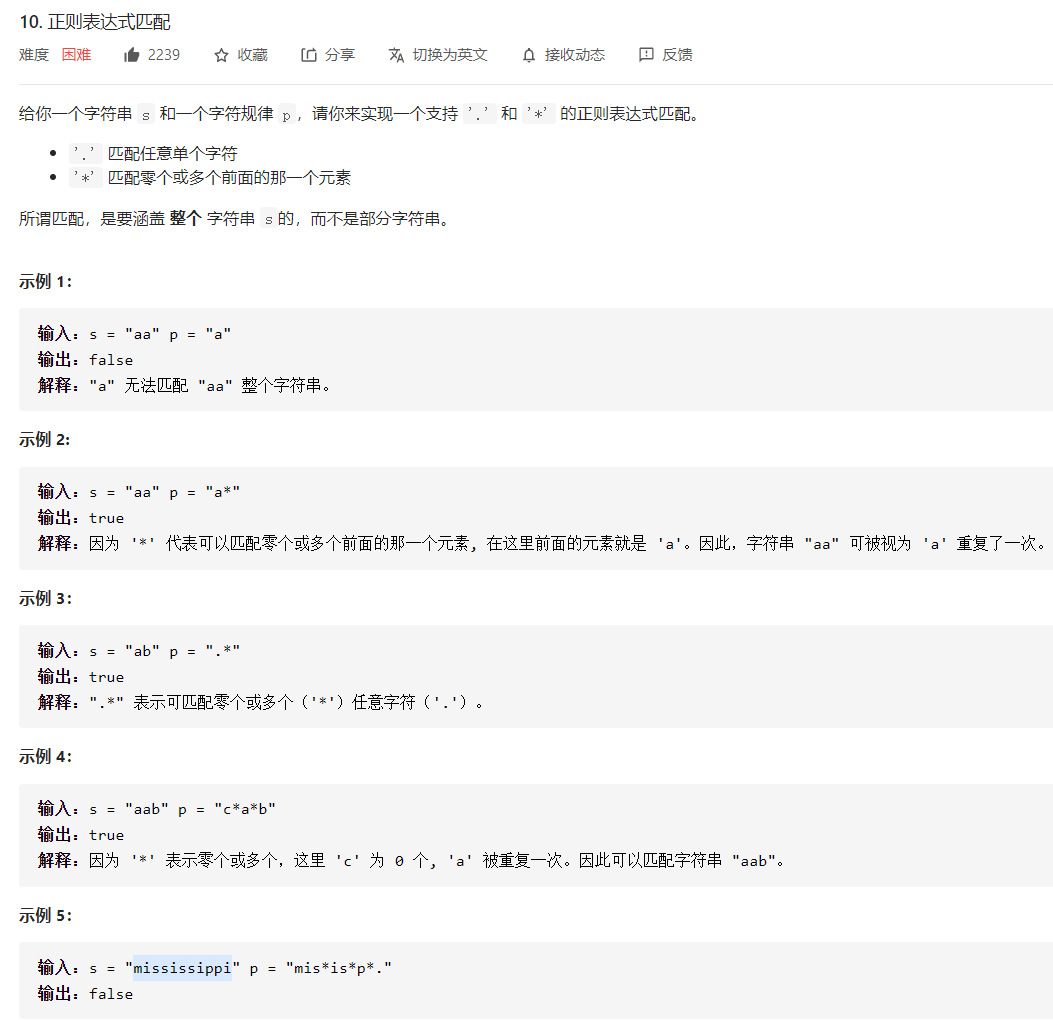 10. 正则表达式匹配
难度 困难 2239 收藏 分享 切换为英文 接收动态 反馈
给你一个字符串 s 和一个字符规律 p，请你来实现一个支持 '.' 和 '*' 的正则表达式匹配。
• '.' 匹配任意单个字符
• '*' 匹配零个或多个前面的那一个元素
所谓匹配，是要涵盖 整个 字符串 s 的，而不是部分字符串。
示例 1：
输入：s = "aa" p = "a"
输出：false
解释："a" 无法匹配 "aa" 整个字符串。
示例 2:
输入：s = "aa" p = "a*"
输出：true
解释：因为 '*' 代表可以匹配零个或多个前面的那一个元素, 在这里前面的元素就是 'a'。因此，字符串 "aa" 可被视为 'a' 重复了一次。
示例 3：
输入：s = "ab" p = ".*"
输出：true
解释：".*" 表示可匹配零个或多个（'*'）任意字符（'.'）。
示例 4：
输入：s = "aab" p = "c*a*b"
输出：true
解释：因为 '*' 表示零个或多个，这里 'c' 为 0 个, 'a' 被重复一次。因此可以匹配字符串 "aab"。
示例 5：
输入：s = "mississippi" p = "mis*is*p*."
输出：false